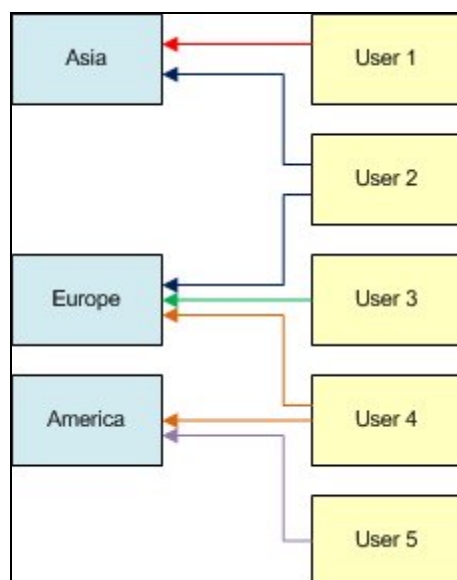 Asia
User 1
User 2
Europe
User 3
America
User 4
User 5